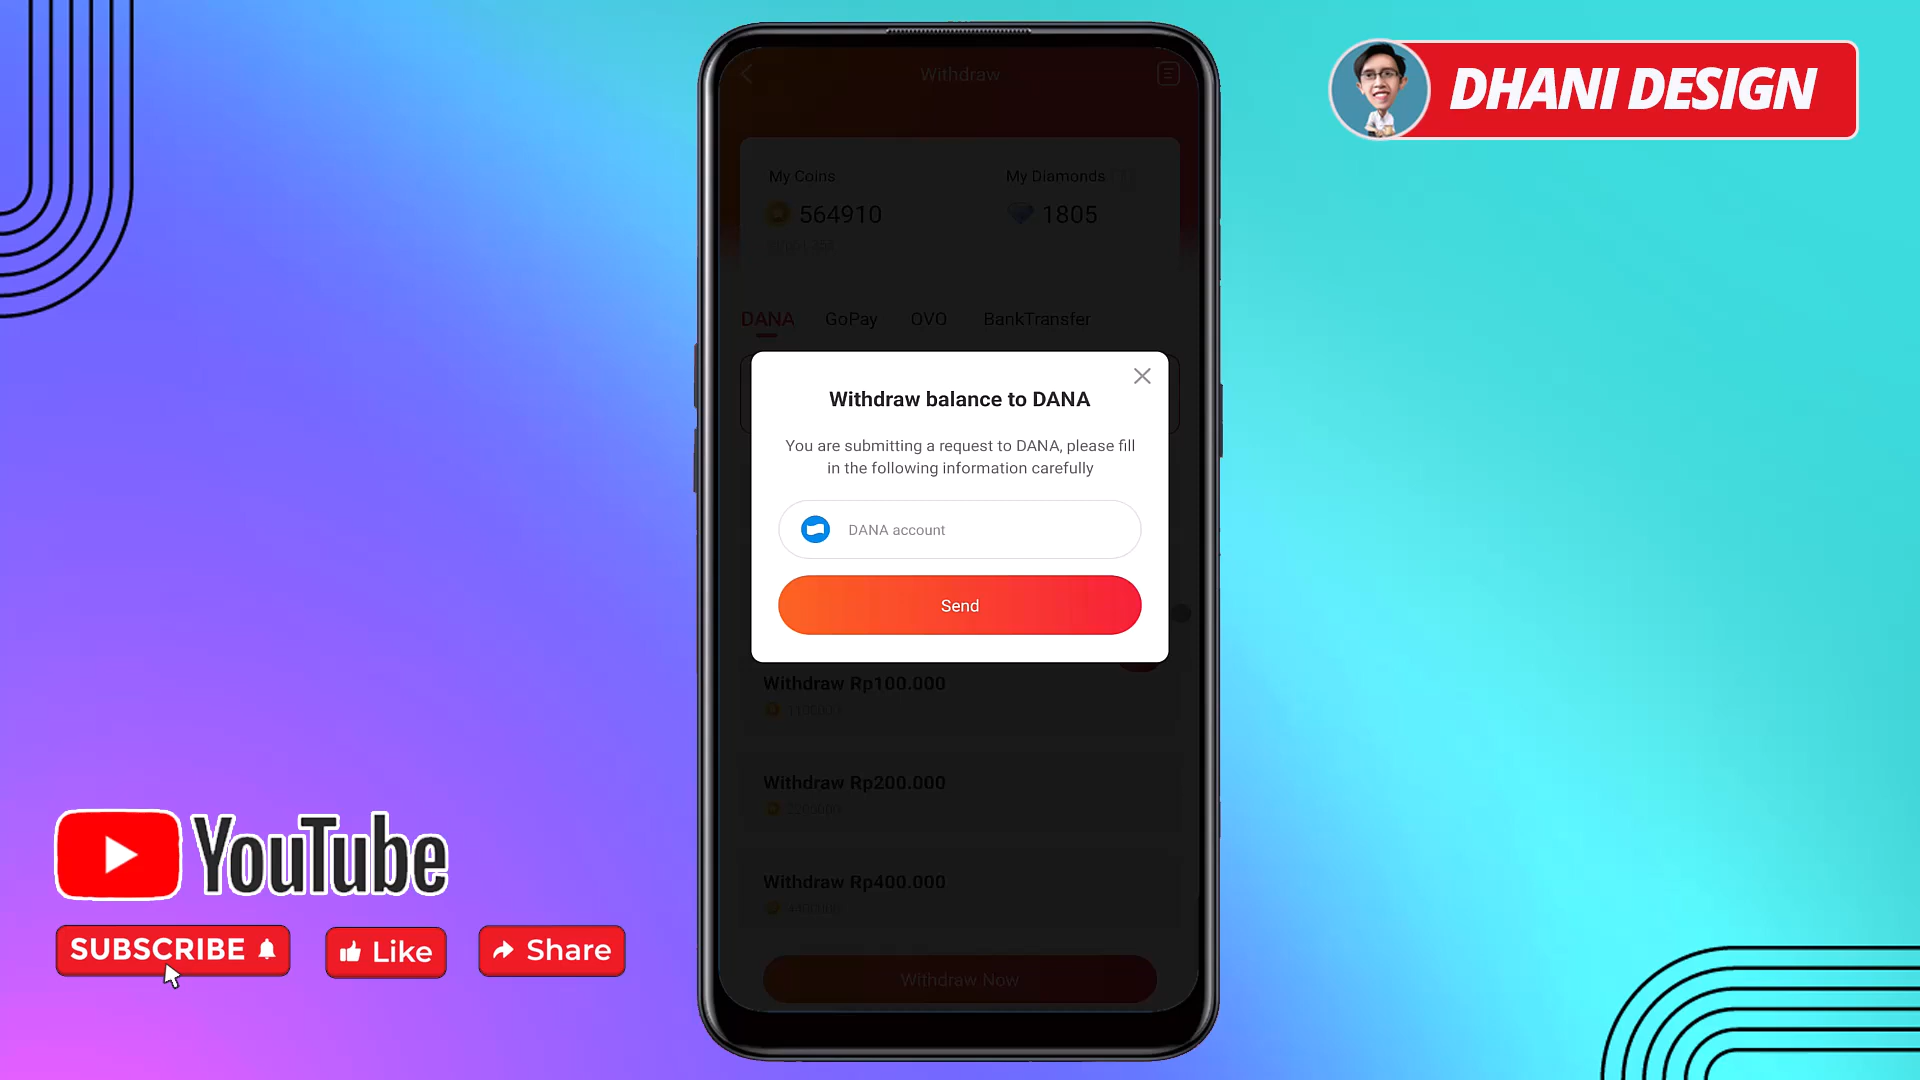 DHANI DESIGN
Withdraw
My Coins
My Diamonds
564910
1805
DANA
GoPay
OVO
BankTransfer
Withdraw balance to DANA
You are submitting a request to DANA, please fill
in the following information carefully
DANA account
Send
Withdraw Rp100.000
Withdraw Rp200.000
Withdraw Rp400.000
Withdraw Now
YouTube
SUBSCRIBE
Like
Share